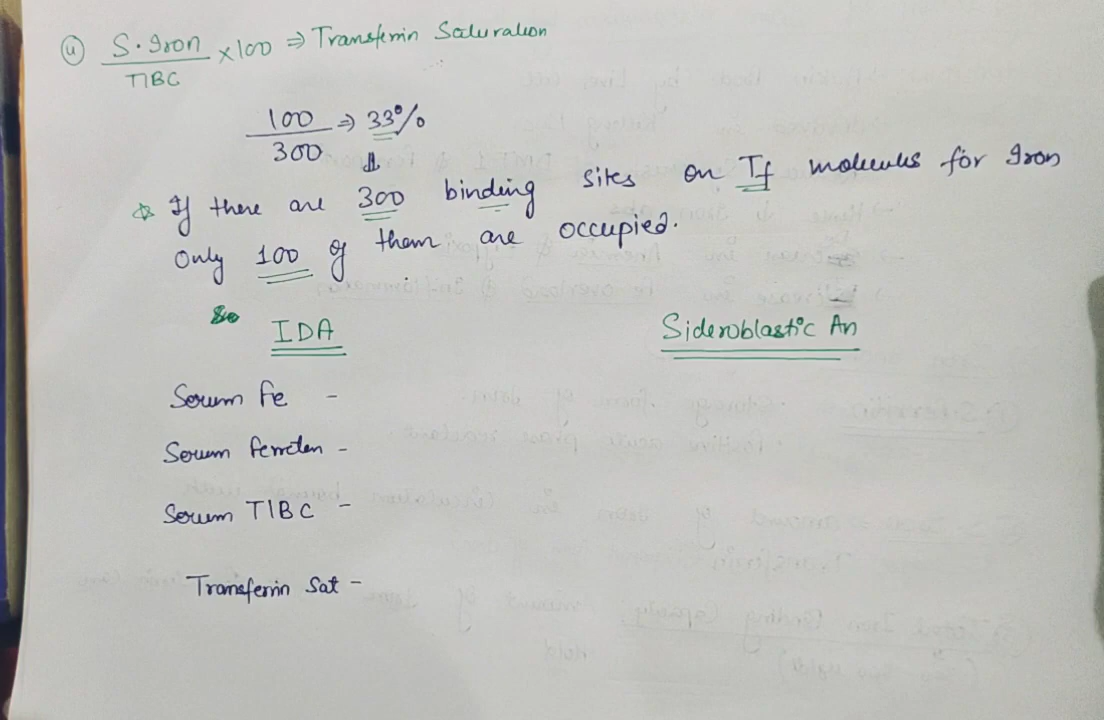 ④ S. Iron / TIBC ×100 ⇒ Transferrin Saturation
100 / 300 ⇒ 33%
⇓
☆ If there are 300 binding sites on Tf molecules for Iron
Only 100 of them are occupied.
IDA Sideroblastic An
Serum Fe -
Serum ferritin -
Serum TIBC -
Transferrin Sat -